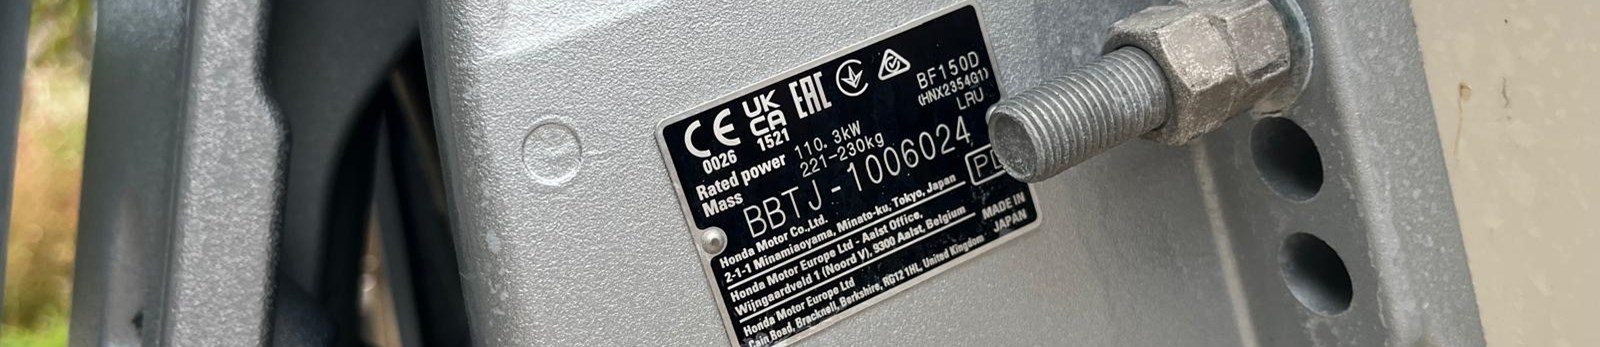 CE UK CA EAC
BF150D
(HNX2354G1)
LRU
0026 1521
Rated power 110.3kW
Mass 221-230kg
BBTJ-1006024
Honda Motor Co.,Ltd.
2-1-1 Minamiaoyama, Minato-ku, Tokyo, Japan
Honda Motor Europe Ltd - Aalst Office,
Wijngaardveld 1 (Noord V), 9300 Aalst, Belgium
MADE IN
JAPAN
Honda Motor Europe Ltd
Cain Road, Bracknell, Berkshire, RG12 1HL, United Kingdom